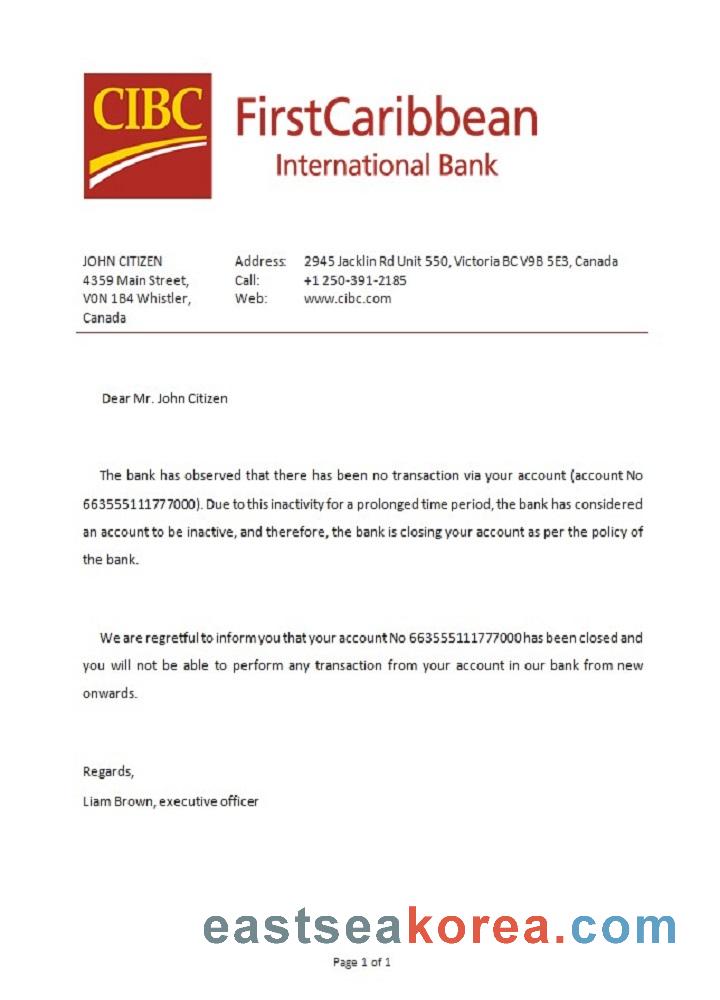 CIBC
FirstCaribbean
International Bank
JOHN CITIZEN
4359 Main Street,
V0N 1B4 Whistler,
Canada
Address: 2945 Jacklin Rd Unit 550, Victoria BC V9B 5E3, Canada
Call: +1 250-391-2185
Web: www.cibc.com
Dear Mr. John Citizen
The bank has observed that there has been no transaction via your account (account No
663555111777000). Due to this inactivity for a prolonged time period, the bank has considered
an account to be inactive, and therefore, the bank is closing your account as per the policy of
the bank.
We are regretful to inform you that your account No 663555111777000 has been closed and
you will not be able to perform any transaction from your account in our bank from new
onwards.
Regards,
Liam Brown, executive officer
eastseakorea.com
Page 1 of 1